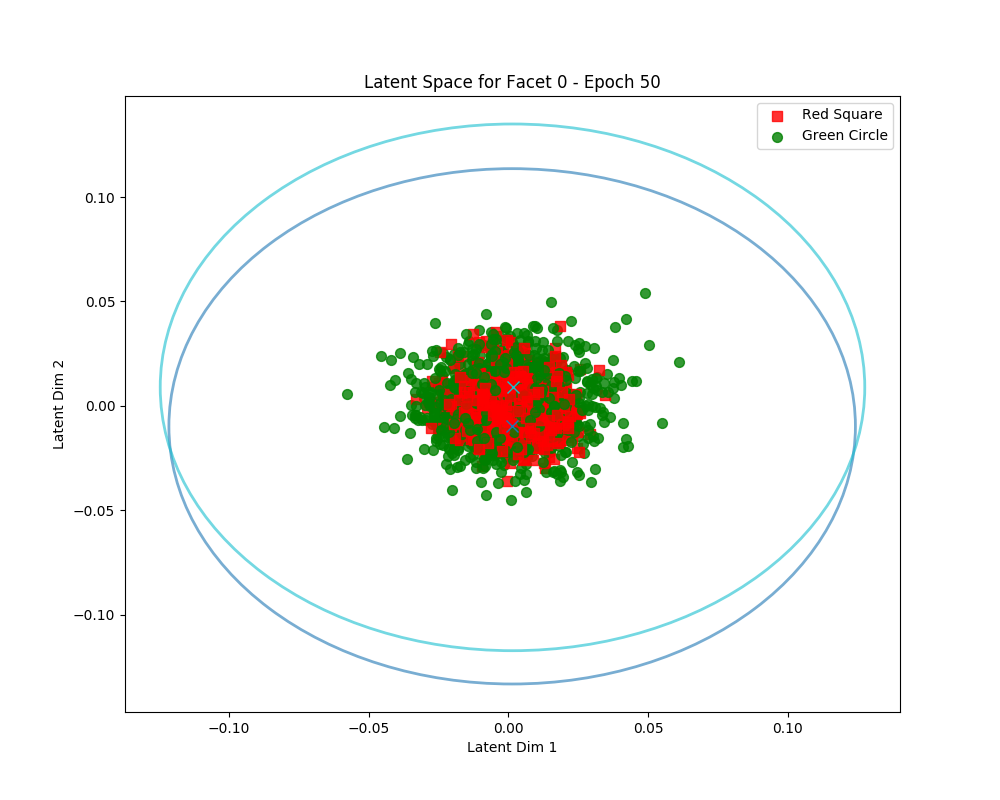 Latent Space for Facet 0 - Epoch 50
Red Square
Green Circle
0.10
0.05
0.00
−0.05
−0.10
Latent Dim 2
−0.10
−0.05
0.00
0.05
0.10
Latent Dim 1